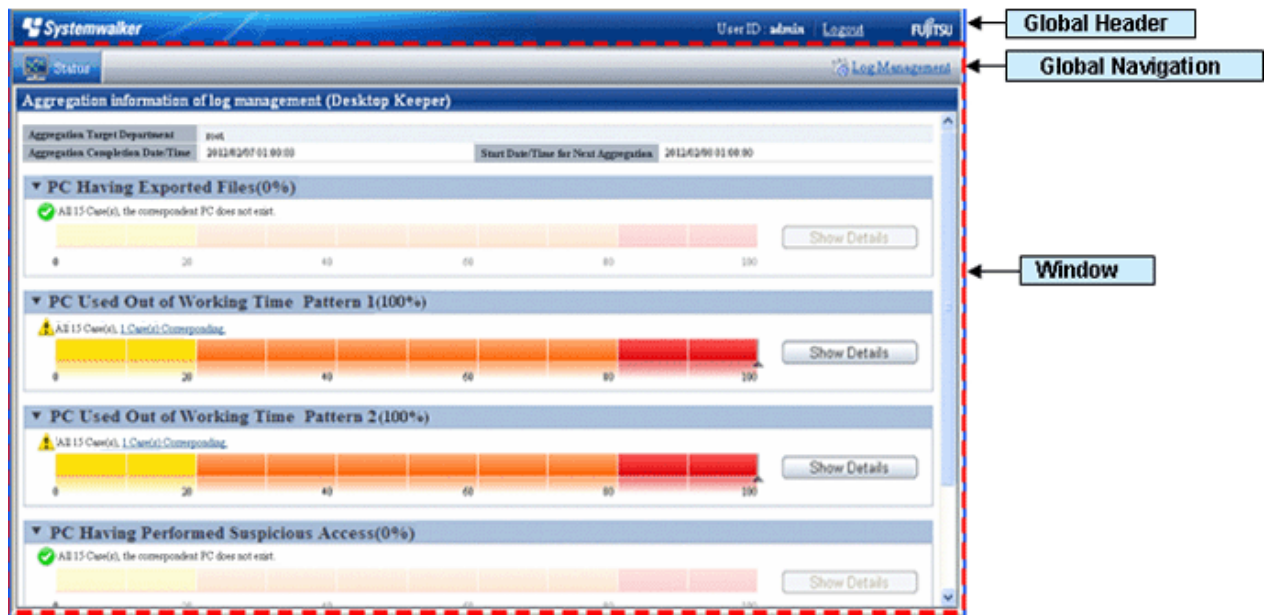 Systemwalker
User ID : admin | Logout
FUJITSU
Global Header
Status
Log Management
Global Navigation
Aggregation information of log management (Desktop Keeper)
Aggregation Target Department root
Aggregation Completion Date/Time 2012/02/07 01:00:00 Start Date/Time for Next Aggregation 2012/02/08 01:00:00
▼ PC Having Exported Files(0%)
All 15 Case(s), the correspondent PC does not exist.
Show Details
0 20 40 60 80 100
Window
▼ PC Used Out of Working Time Pattern 1(100%)
All 15 Case(s), 1 Case(s) Corresponding.
Show Details
0 20 40 60 80 100
▼ PC Used Out of Working Time Pattern 2(100%)
All 15 Case(s), 1 Case(s) Corresponding.
Show Details
0 20 40 60 80 100
▼ PC Having Performed Suspicious Access(0%)
All 15 Case(s), the correspondent PC does not exist.
Show Details
0 20 40 60 80 100